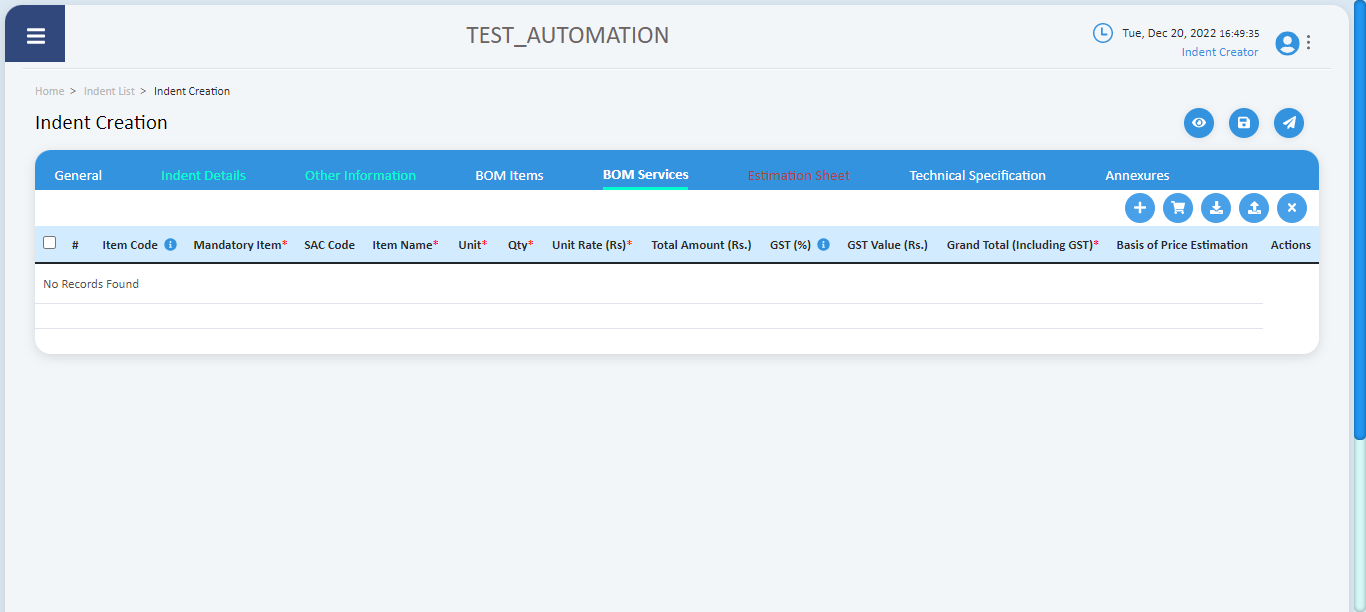 TEST_AUTOMATION
Tue, Dec 20, 2022 16:49:35
Indent Creator
Home > Indent List > Indent Creation
Indent Creation
General Indent Details Other Information BOM Items BOM Services Estimation Sheet Technical Specification Annexures
# Item Code Mandatory Item* SAC Code Item Name* Unit* Qty* Unit Rate (Rs)* Total Amount (Rs.) GST (%) GST Value (Rs.) Grand Total (Including GST)* Basis of Price Estimation Actions
No Records Found